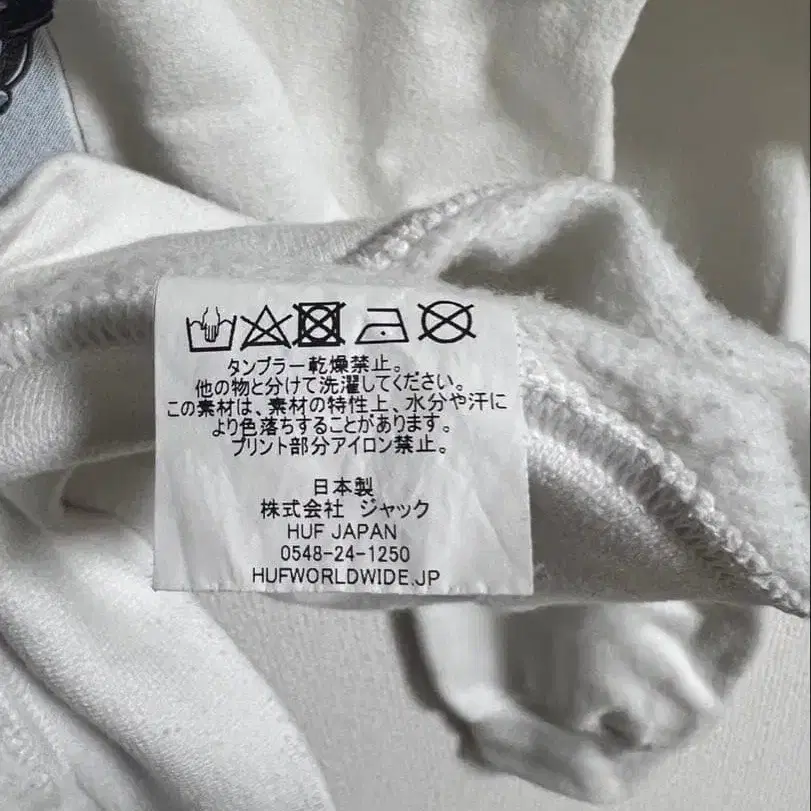 タンブラー乾燥禁止。
他の物と分けて洗濯してください。
この素材は、素材の特性上、水分や汗に
より色落ちすることがあります。
プリント部分アイロン禁止。
日本製
株式会社 ジャック
HUF JAPAN
0548-24-1250
HUFWORLDWIDE.JP